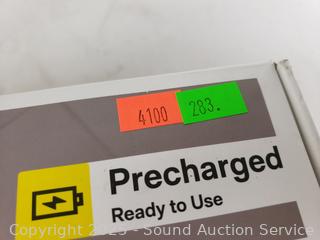 4100 283.
Precharged
Ready to Use
Copyright 2025 - Sound Auction Service